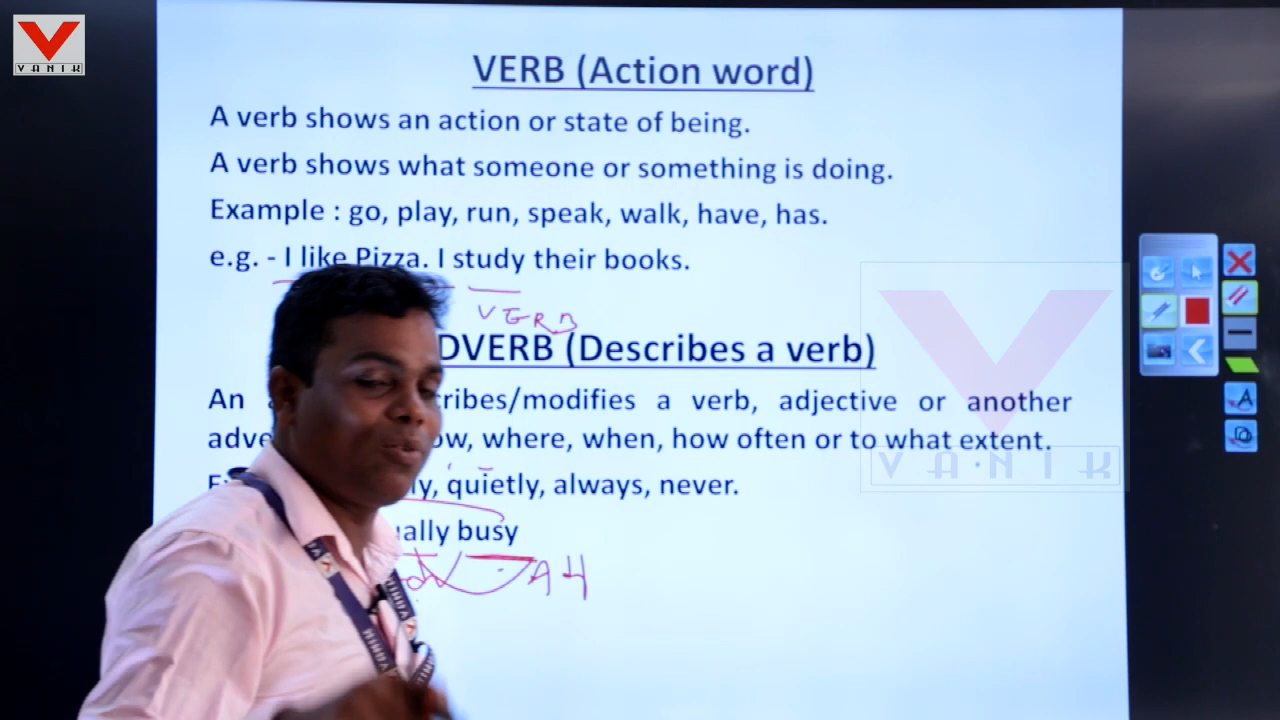 VANIK
VERB (Action word)
A verb shows an action or state of being.
A verb shows what someone or something is doing.
Example : go, play, run, speak, walk, have, has.
e.g. - I like Pizza. I study their books.
VERB
DVERB (Describes a verb)
An cribes/modifies a verb, adjective or another
adve ow, where, when, how often or to what extent.
ly, quietly, always, never.
ually busy
VANIK